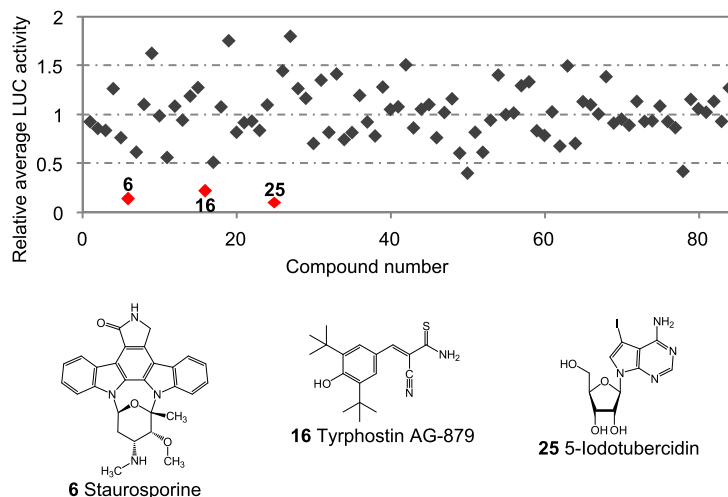 Relative average LUC activity
2
1.5
1
0.5
0
6
16
25
0 20 40 60 80
Compound number
H
N
O
N N
O
CH3
O
NH
H3C
CH3
6 Staurosporine
S
NH2
HO
C
N
16 Tyrphostin AG-879
I
NH2
N
N
N
HO
O
OH OH
25 5-Iodotubercidin